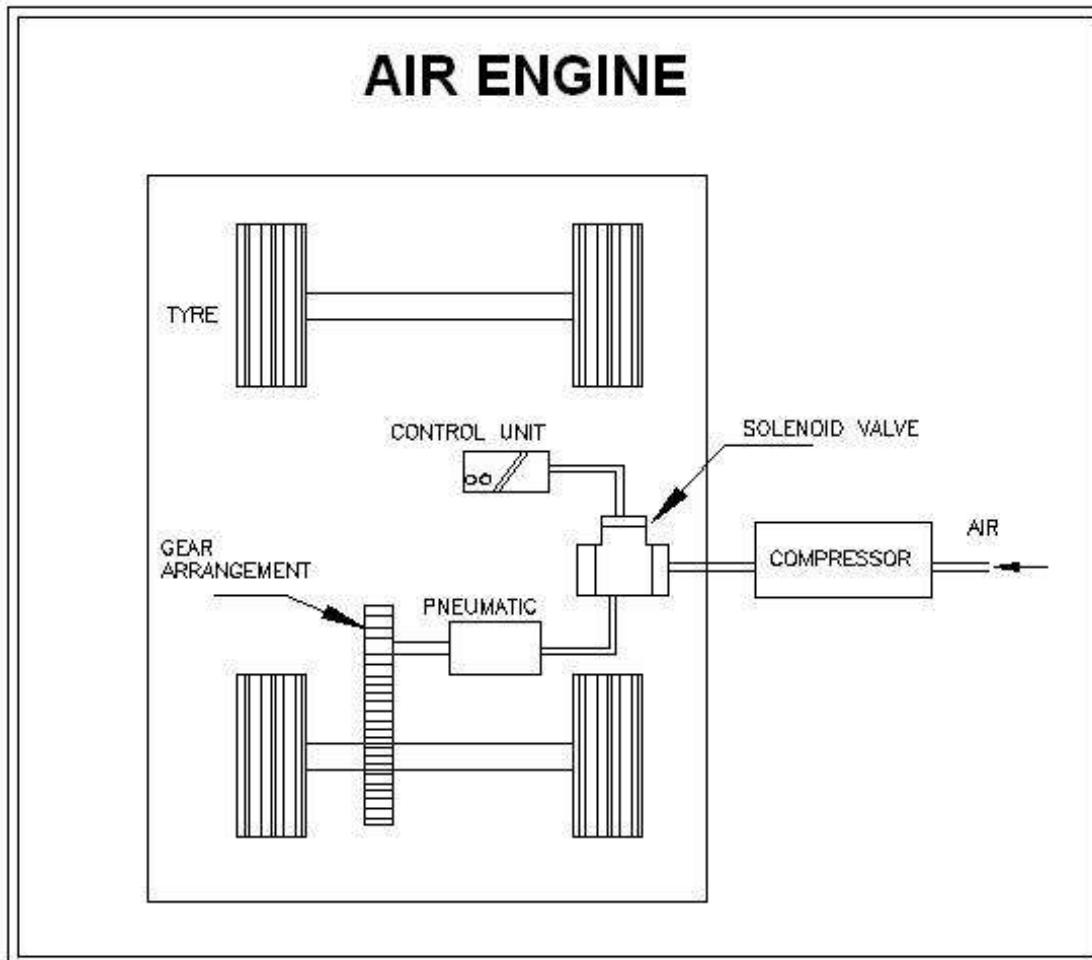 AIR ENGINE
TYRE
CONTROL UNIT
SOLENOID VALVE
AIR
COMPRESSOR
GEAR
ARRANGEMENT
PNEUMATIC